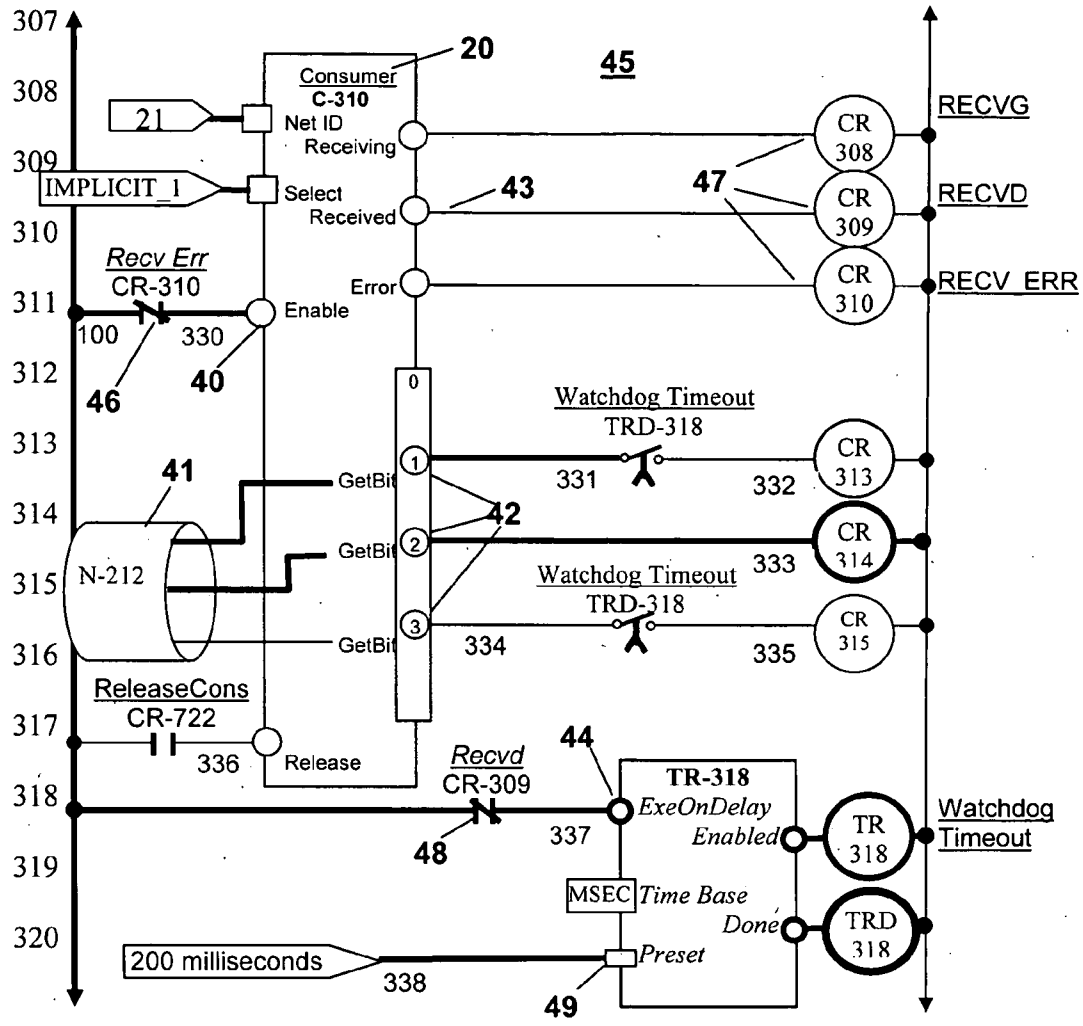 307
20
45
Consumer
C-310
308
21
Net ID
Receiving
CR
308
RECVG
309
IMPLICIT_1
Select
Received
43
47
CR
309
RECVD
310
Recv Err
CR-310
Error
CR
310
RECV ERR
311
Enable
100
330
46
40
312
0
Watchdog Timeout
TRD-318
313
41
GetBit
1
331
332
CR
313
314
42
N-212
GetBit
2
333
CR
314
315
Watchdog Timeout
TRD-318
316
GetBit
3
334
335
CR
315
ReleaseCons
CR-722
317
336
Release
Recvd
CR-309
44
TR-318
318
48
337
ExeOnDelay
Enabled
TR
318
Watchdog
Timeout
319
MSEC
Time Base
Done
TRD
318
320
200 milliseconds
338
Preset
49